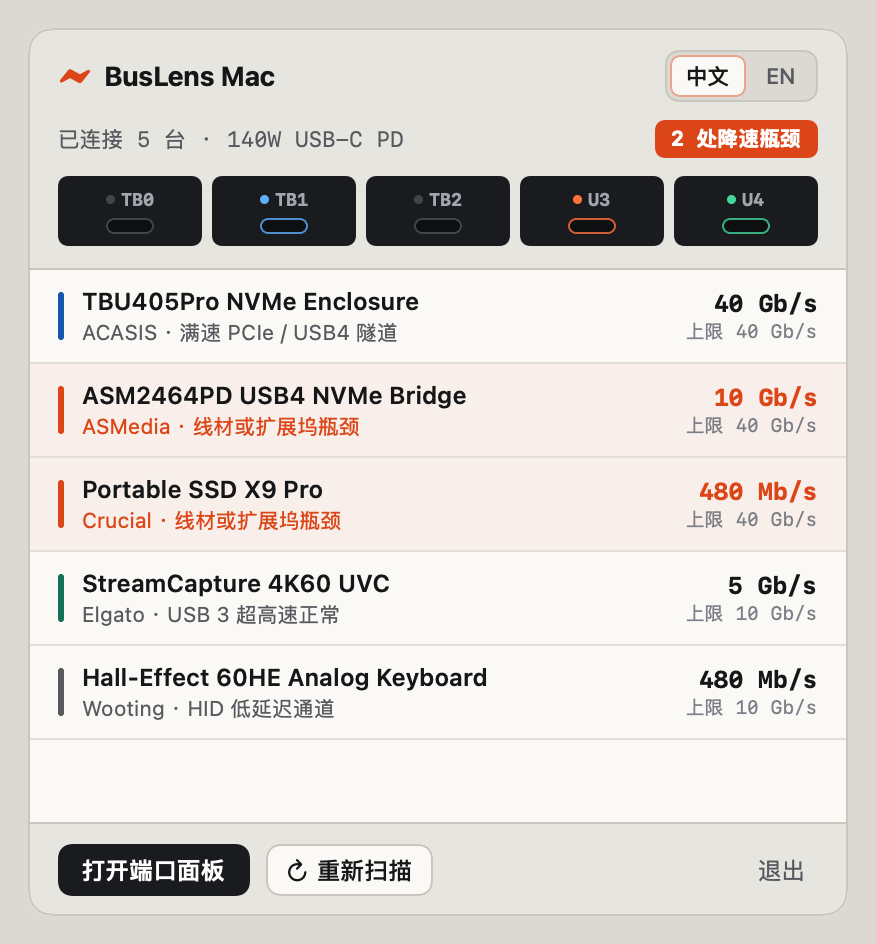 BusLens Mac
中文 EN
已连接 5 台 · 140W USB-C PD
2 处降速瓶颈
TB0 TB1 TB2 U3 U4
TBU405Pro NVMe Enclosure
40 Gb/s
ACASIS · 满速 PCIe / USB4 隧道
上限 40 Gb/s
ASM2464PD USB4 NVMe Bridge
10 Gb/s
ASMedia · 线材或扩展坞瓶颈
上限 40 Gb/s
Portable SSD X9 Pro
480 Mb/s
Crucial · 线材或扩展坞瓶颈
上限 40 Gb/s
StreamCapture 4K60 UVC
5 Gb/s
Elgato · USB 3 超高速正常
上限 10 Gb/s
Hall-Effect 60HE Analog Keyboard
480 Mb/s
Wooting · HID 低延迟通道
上限 10 Gb/s
打开端口面板
重新扫描
退出